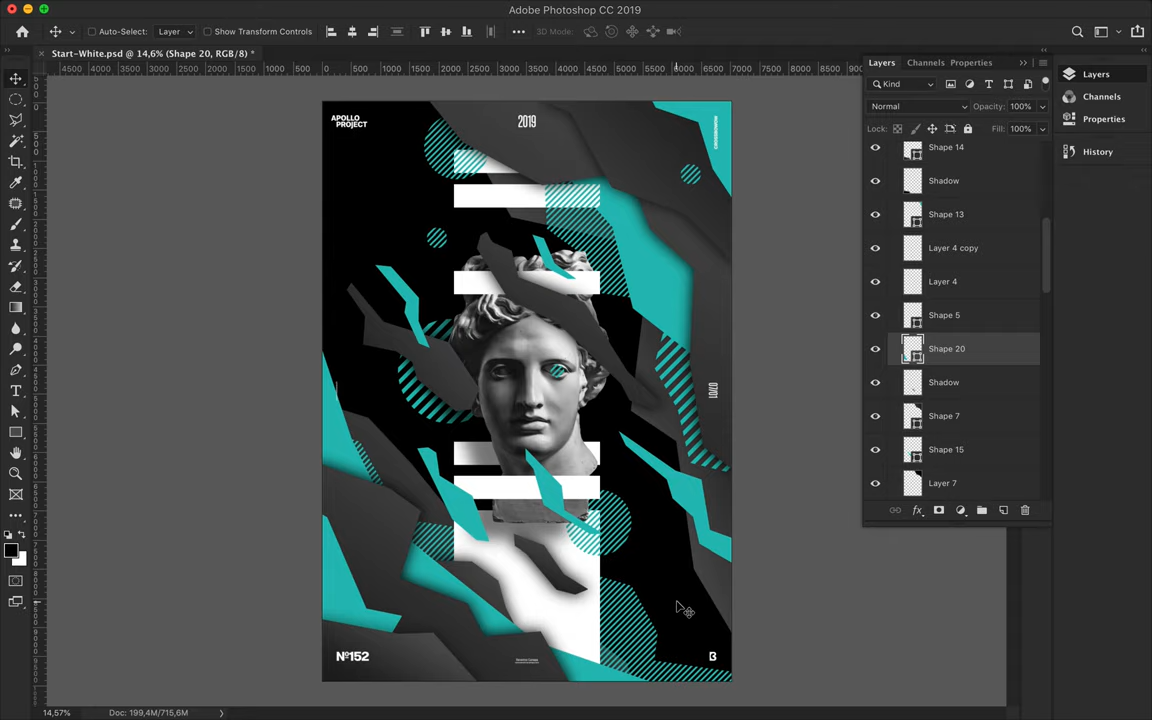 Adobe Photoshop CC 2019
Auto-Select:
Layer
Show Transform Controls
3D Mode:
Start-White.psd @ 14,6% (Shape 20, RGB/8) *
4500 4000 3500 3000 2500 2000 1500 1000 500 0 500 1000 1500 2000 2500 3000 3500 4000 4500 5000 5500 6000 6500 7000 7500 8000 8500 900
APOLLO
PROJECT
2019
07/01
Nº152
B
Layers Channels Properties
Kind
Normal
Opacity: 100%
Lock:
Fill: 100%
Shape 14
Shadow
Shape 13
Layer 4 copy
Layer 4
Shape 5
Shape 20
Shadow
Shape 7
Shape 15
Layer 7
fx
Layers
Channels
Properties
History
14,57%
Doc: 199,4M/715,6M